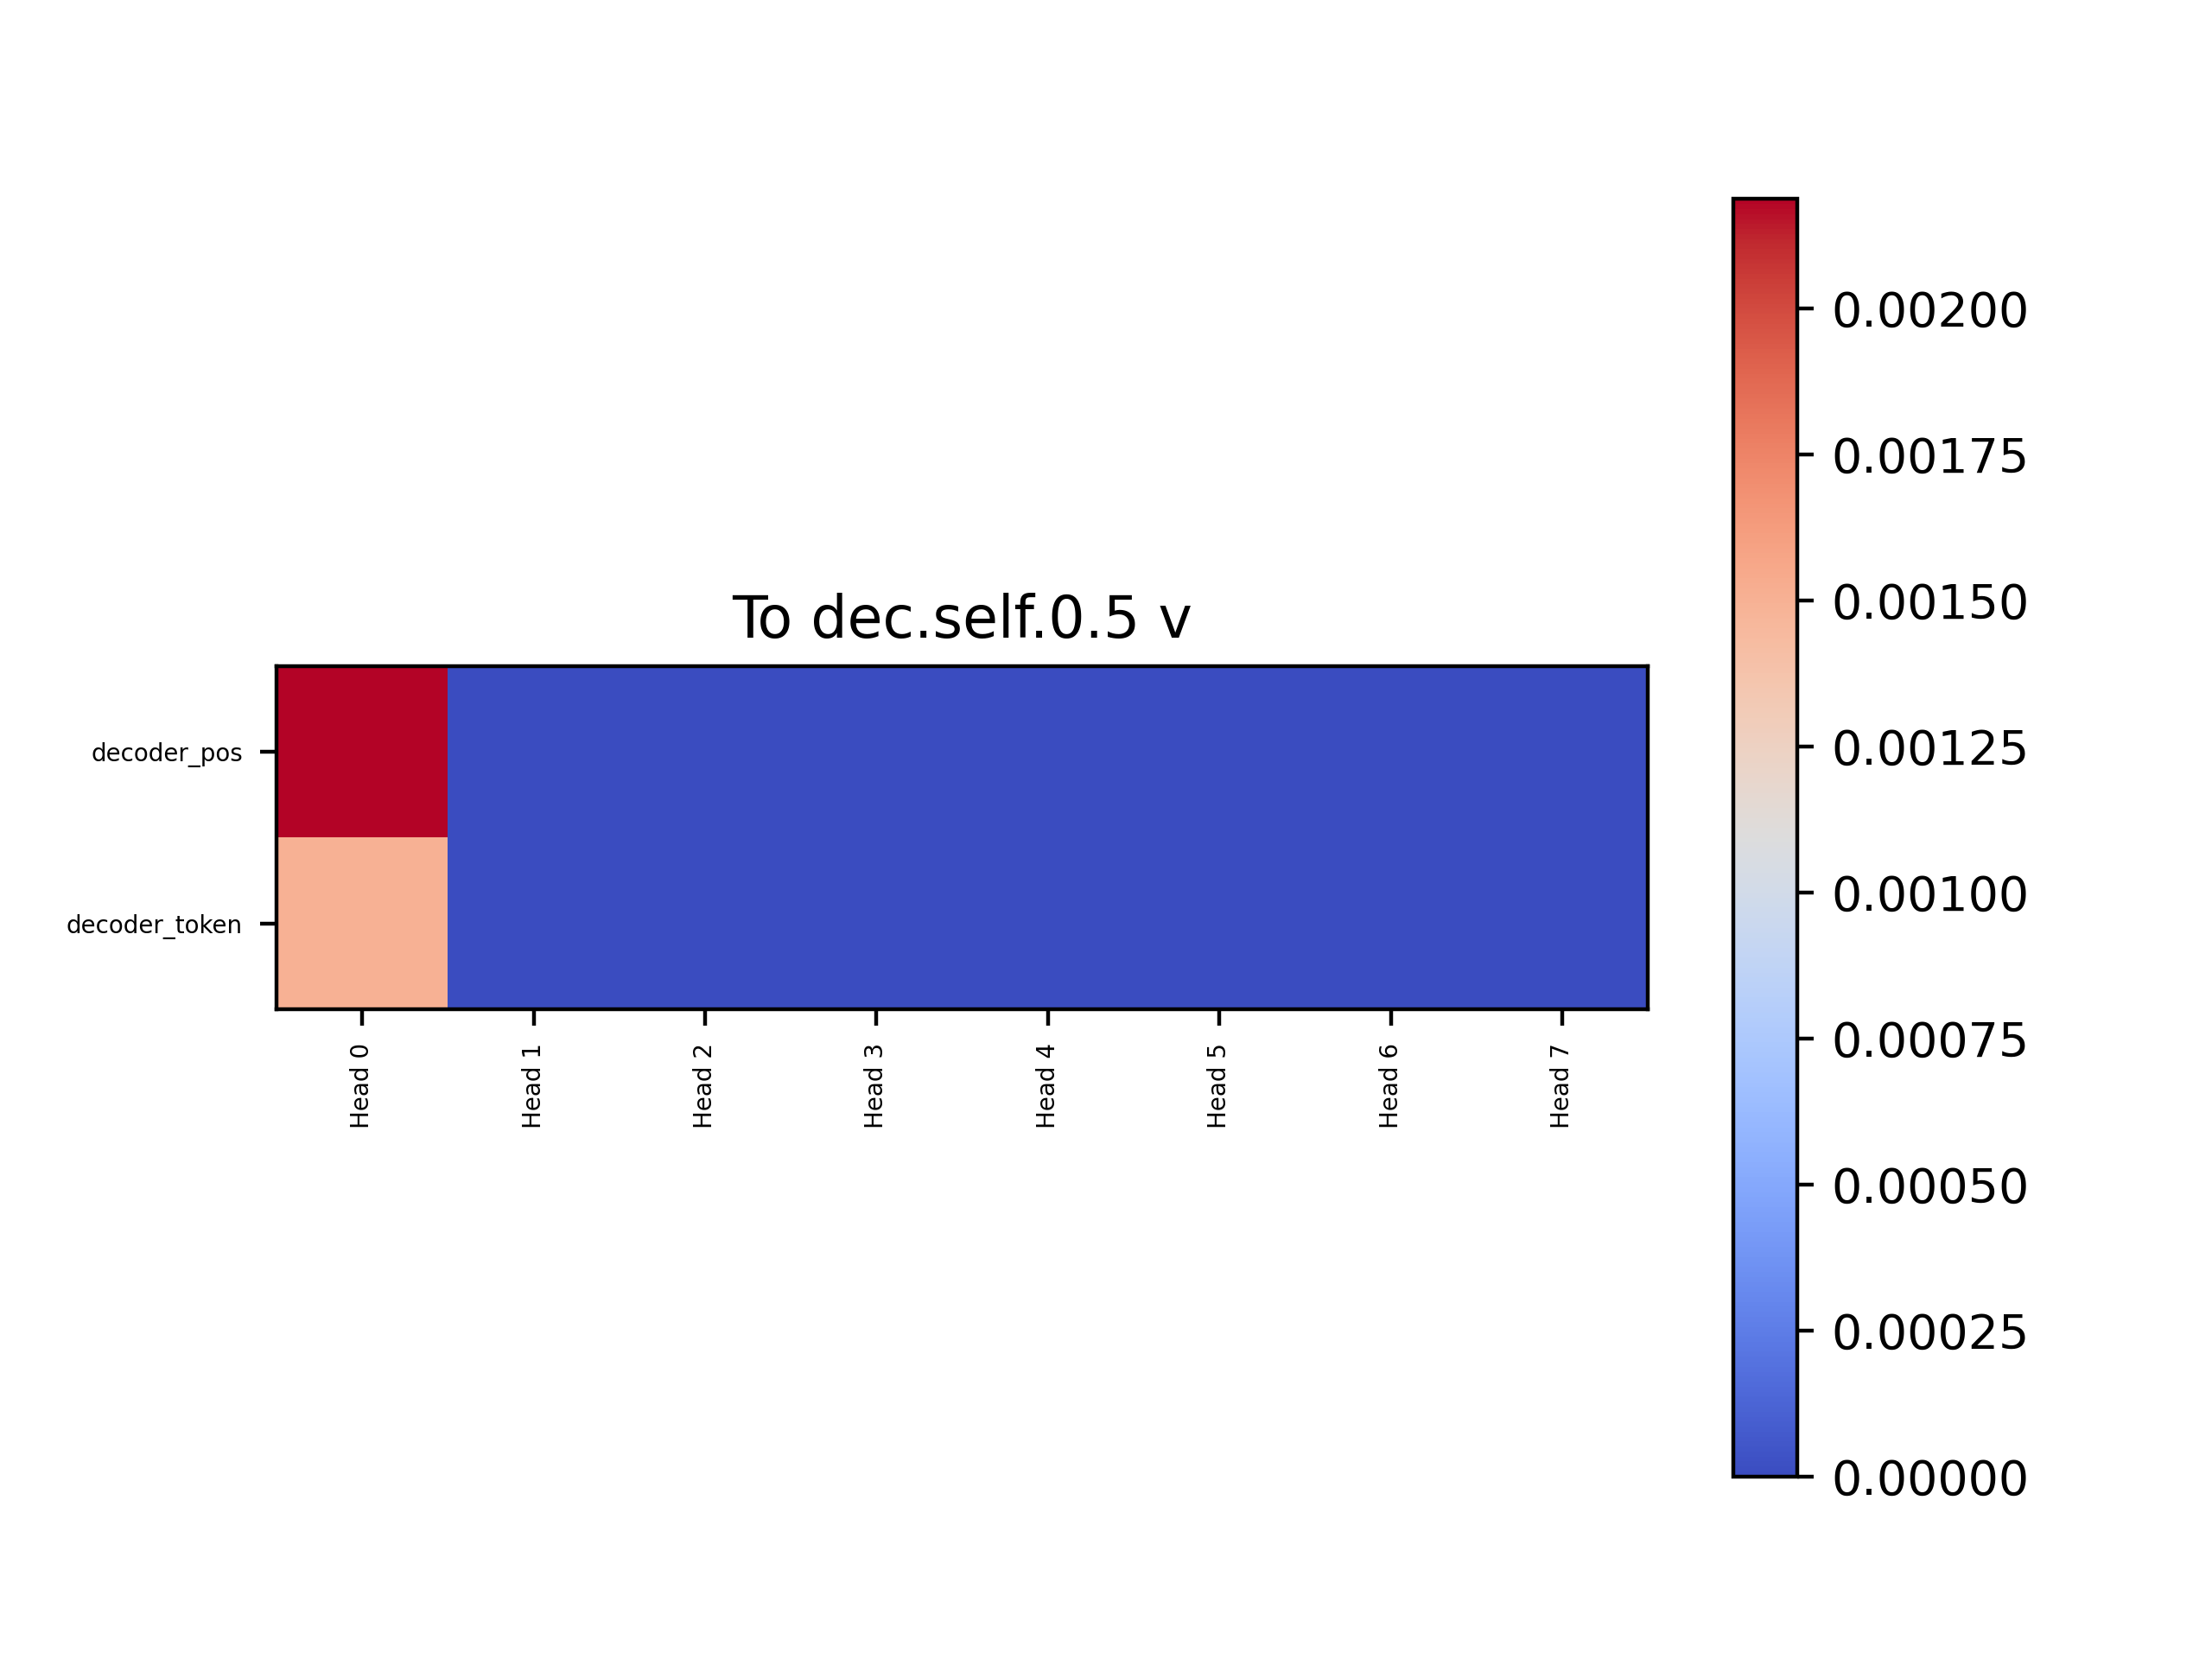 To dec.self.0.5 v
decoder_pos
decoder_token
Head 0
Head 1
Head 2
Head 3
Head 4
Head 5
Head 6
Head 7
0.00200
0.00175
0.00150
0.00125
0.00100
0.00075
0.00050
0.00025
0.00000